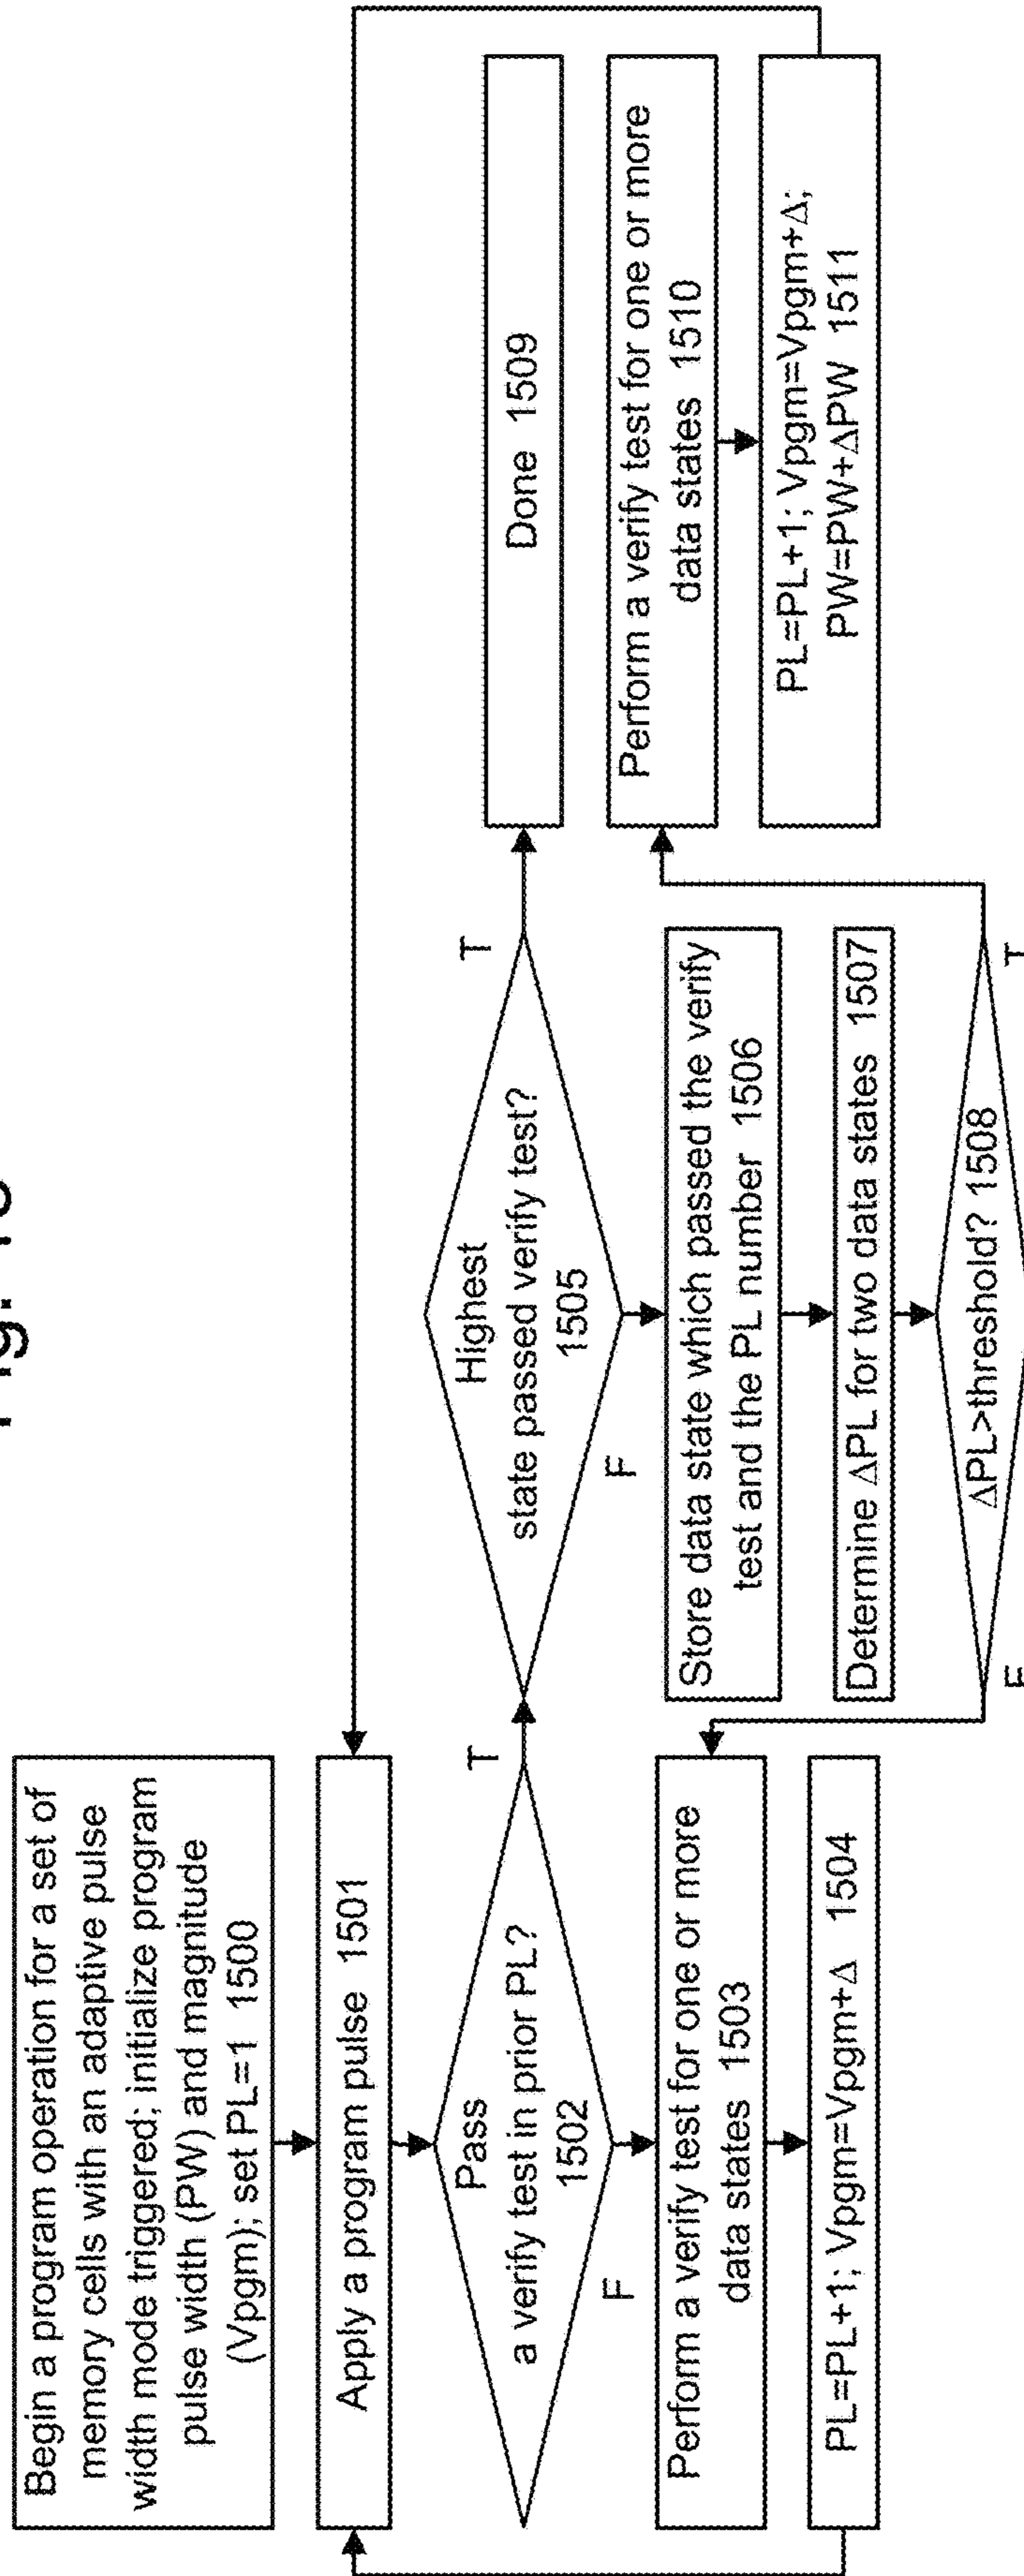 Begin a program operation for a set of
memory cells with an adaptive pulse
width mode triggered; initialize program
pulse width (PW) and magnitude
(Vpgm); set PL=1 1500
Apply a program pulse 1501
Pass
a verify test in prior PL?
1502
T
F
Perform a verify test for one or more
data states 1503
PL=PL+1; Vpgm=Vpgm+Δ 1504
Highest
state passed verify test?
1505
T
F
Store data state which passed the verify
test and the PL number 1506
Determine ΔPL for two data states 1507
ΔPL>threshold? 1508
Done 1509
Perform a verify test for one or more
data states 1510
PL=PL+1; Vpgm=Vpgm+Δ;
PW=PW+ΔPW 1511